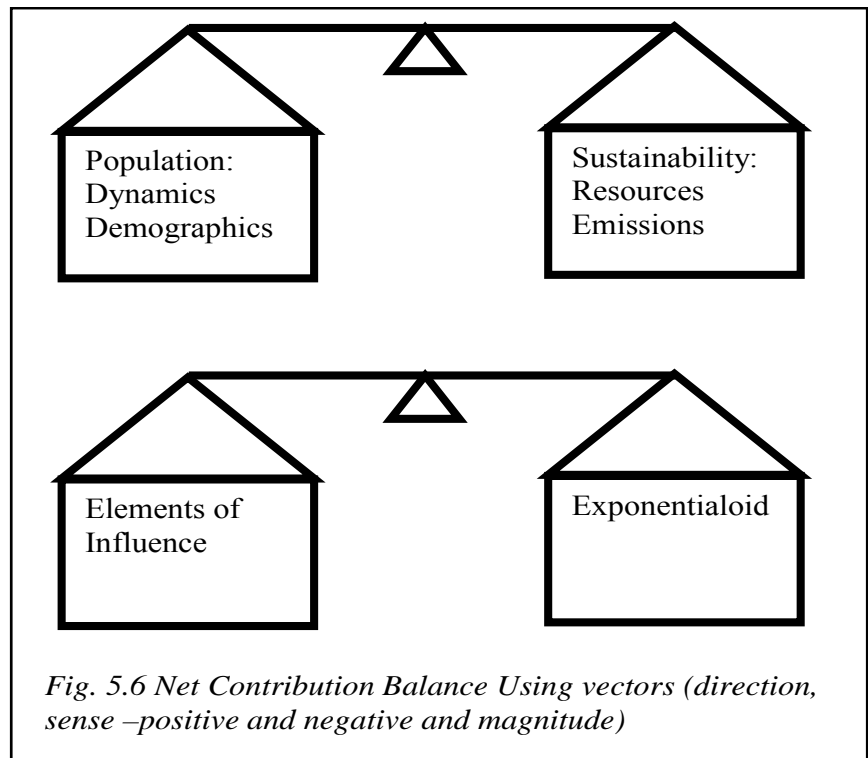 Population:
Dynamics
Demographics
Sustainability:
Resources
Emissions
Elements of
Influence
Exponentialoid
Fig. 5.6 Net Contribution Balance Using vectors (direction,
sense –positive and negative and magnitude)